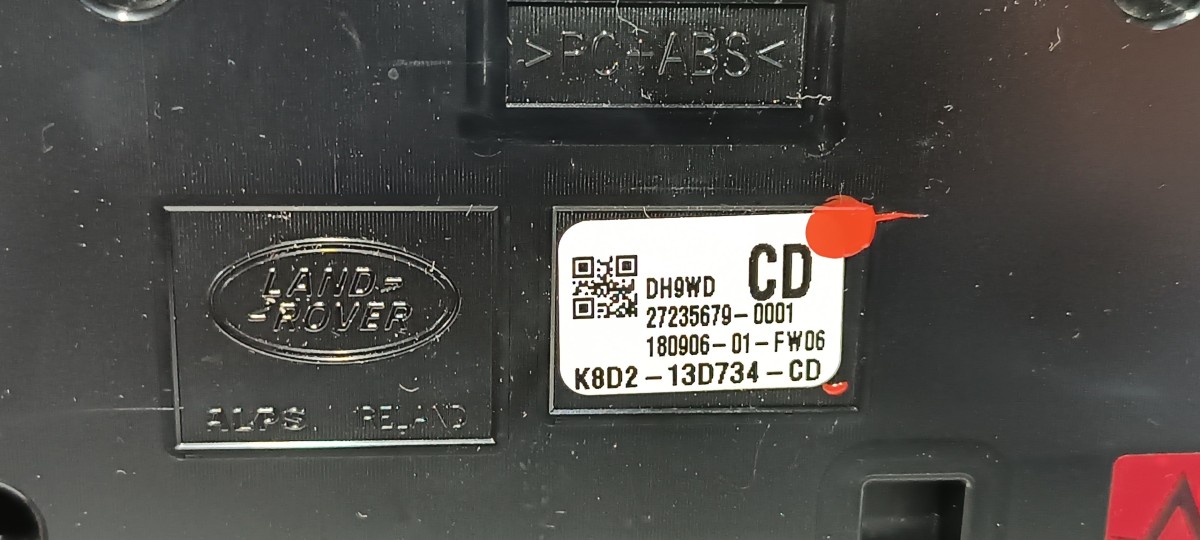 >PC+ABS<
LAND-
-ROVER
ALPS IRELAND
DH9WD CD
27235679-0001
180906-01-FW06
K8D2-13D734-CD